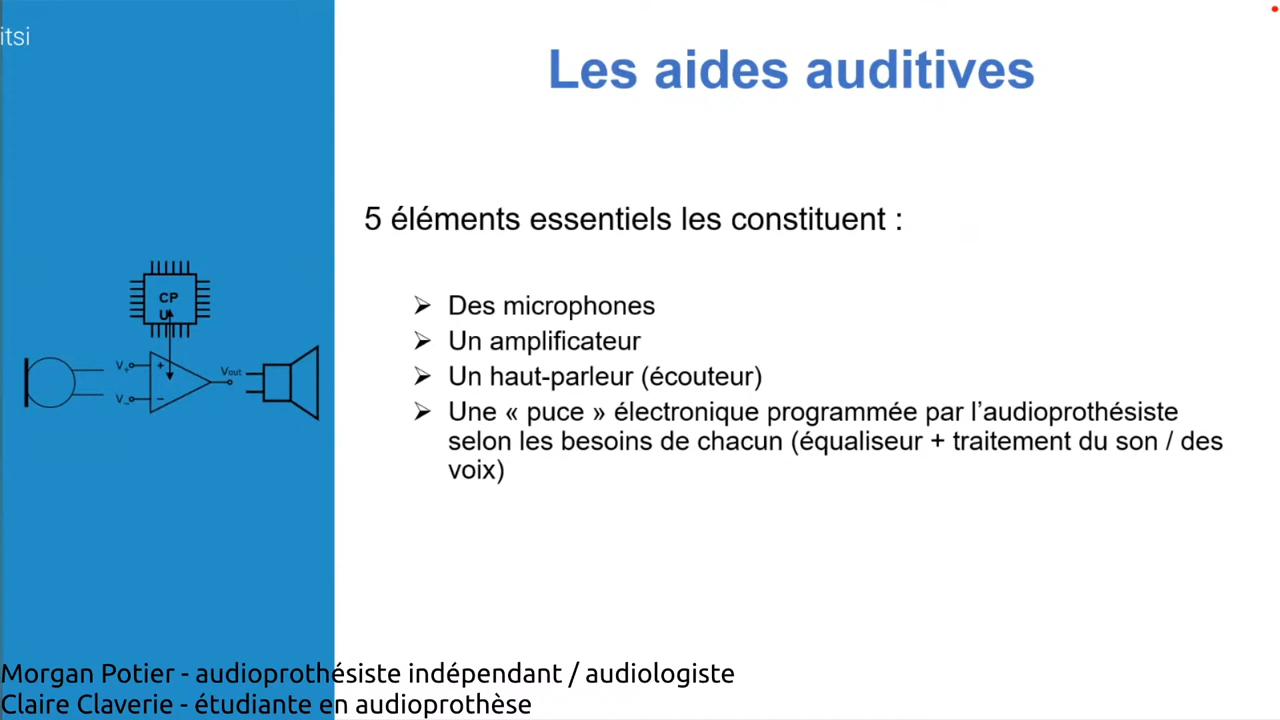 itsi
Les aides auditives
5 éléments essentiels les constituent :
Des microphones
Un amplificateur
Un haut-parleur (écouteur)
Une « puce » électronique programmée par l’audioprothésiste
selon les besoins de chacun (équaliseur + traitement du son / des
voix)
CP
U
V+
+
Vout
V-
-
Morgan Potier - audioprothésiste indépendant / audiologiste
Claire Claverie - étudiante en audioprothèse